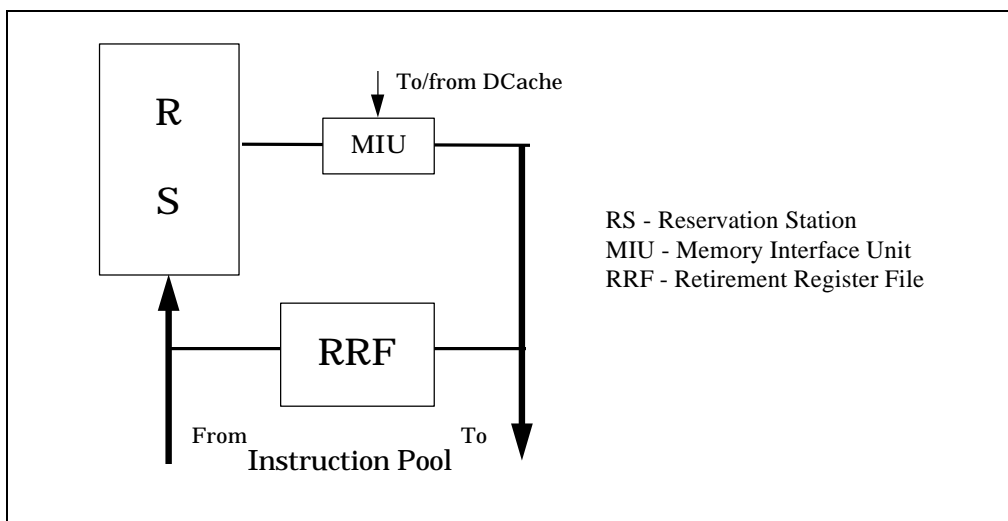 To/from DCache
R
S
MIU
RS - Reservation Station
MIU - Memory Interface Unit
RRF - Retirement Register File
RRF
From
To
Instruction Pool